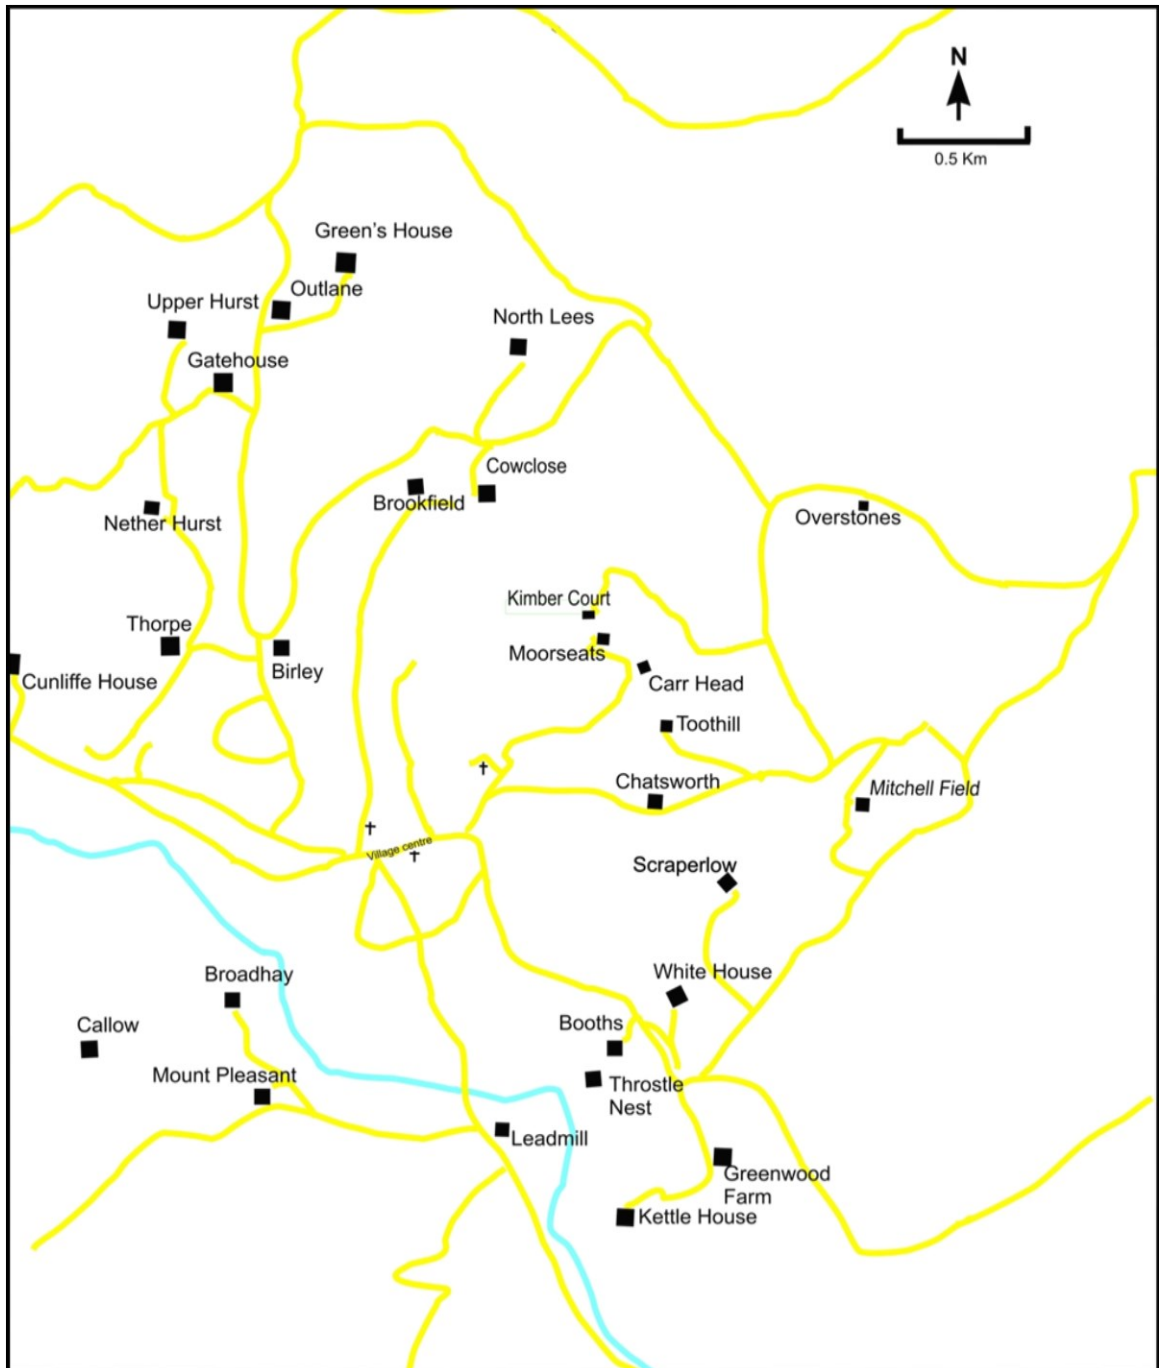 N
0.5 Km
Green's House
Outlane
Upper Hurst
North Lees
Gatehouse
Cowclose
Brookfield
Overstones
Nether Hurst
Kimber Court
Thorpe
Moorseats
Birley
Cunliffe House
Carr Head
Toothill
Chatsworth
Mitchell Field
Village centre
Scraperlow
White House
Broadhay
Booths
Callow
Mount Pleasant
Throstle
Nest
Leadmill
Greenwood
Farm
Kettle House